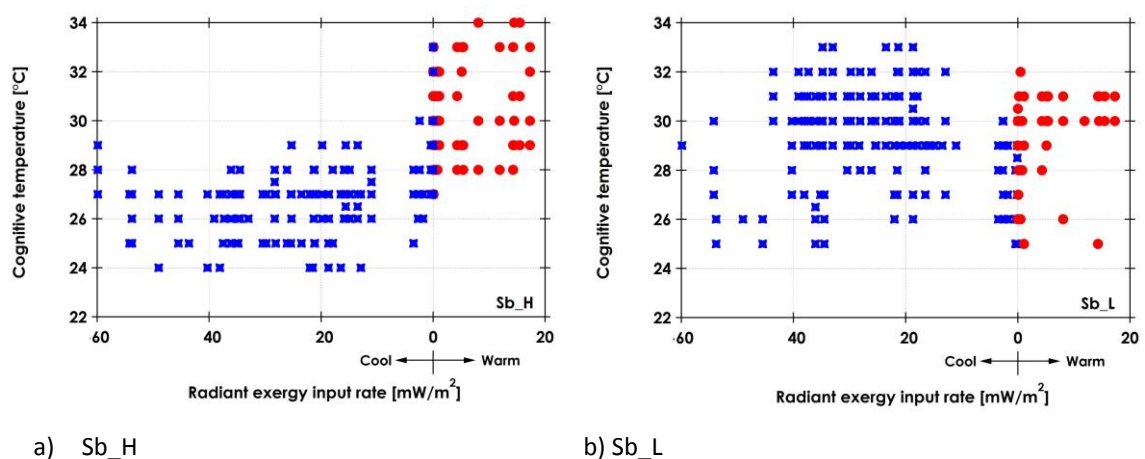 34
32
30
28
26
24
22
Cognitive temperature [°C]
Sb_H
60 40 20 0 20
Cool Warm
Radiant exergy input rate [mW/m²]
34
32
30
28
26
24
22
Cognitive temperature [°C]
Sb_L
60 40 20 0 20
Cool Warm
Radiant exergy input rate [mW/m²]
a) Sb_H b) Sb_L